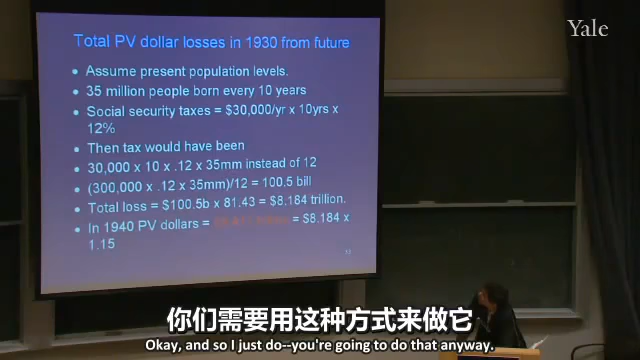 Yale
Total PV dollar losses in 1930 from future
• Assume present population levels.
• 35 million people born every 10 years
• Social security taxes = $30,000/yr x 10yrs x
12%
• Then tax would have been
• 30,000 x 10 x .12 x 35mm instead of 12
• (300,000 x .12 x 35mm)/12 = 100.5 bill
• Total loss = $100.5b x 81.43 = $8.184 trillion.
• In 1940 PV dollars = = $8.184 x
1.15
你们需要用这种方式来做它
Okay, and so I just do--you're going to do that anyway.